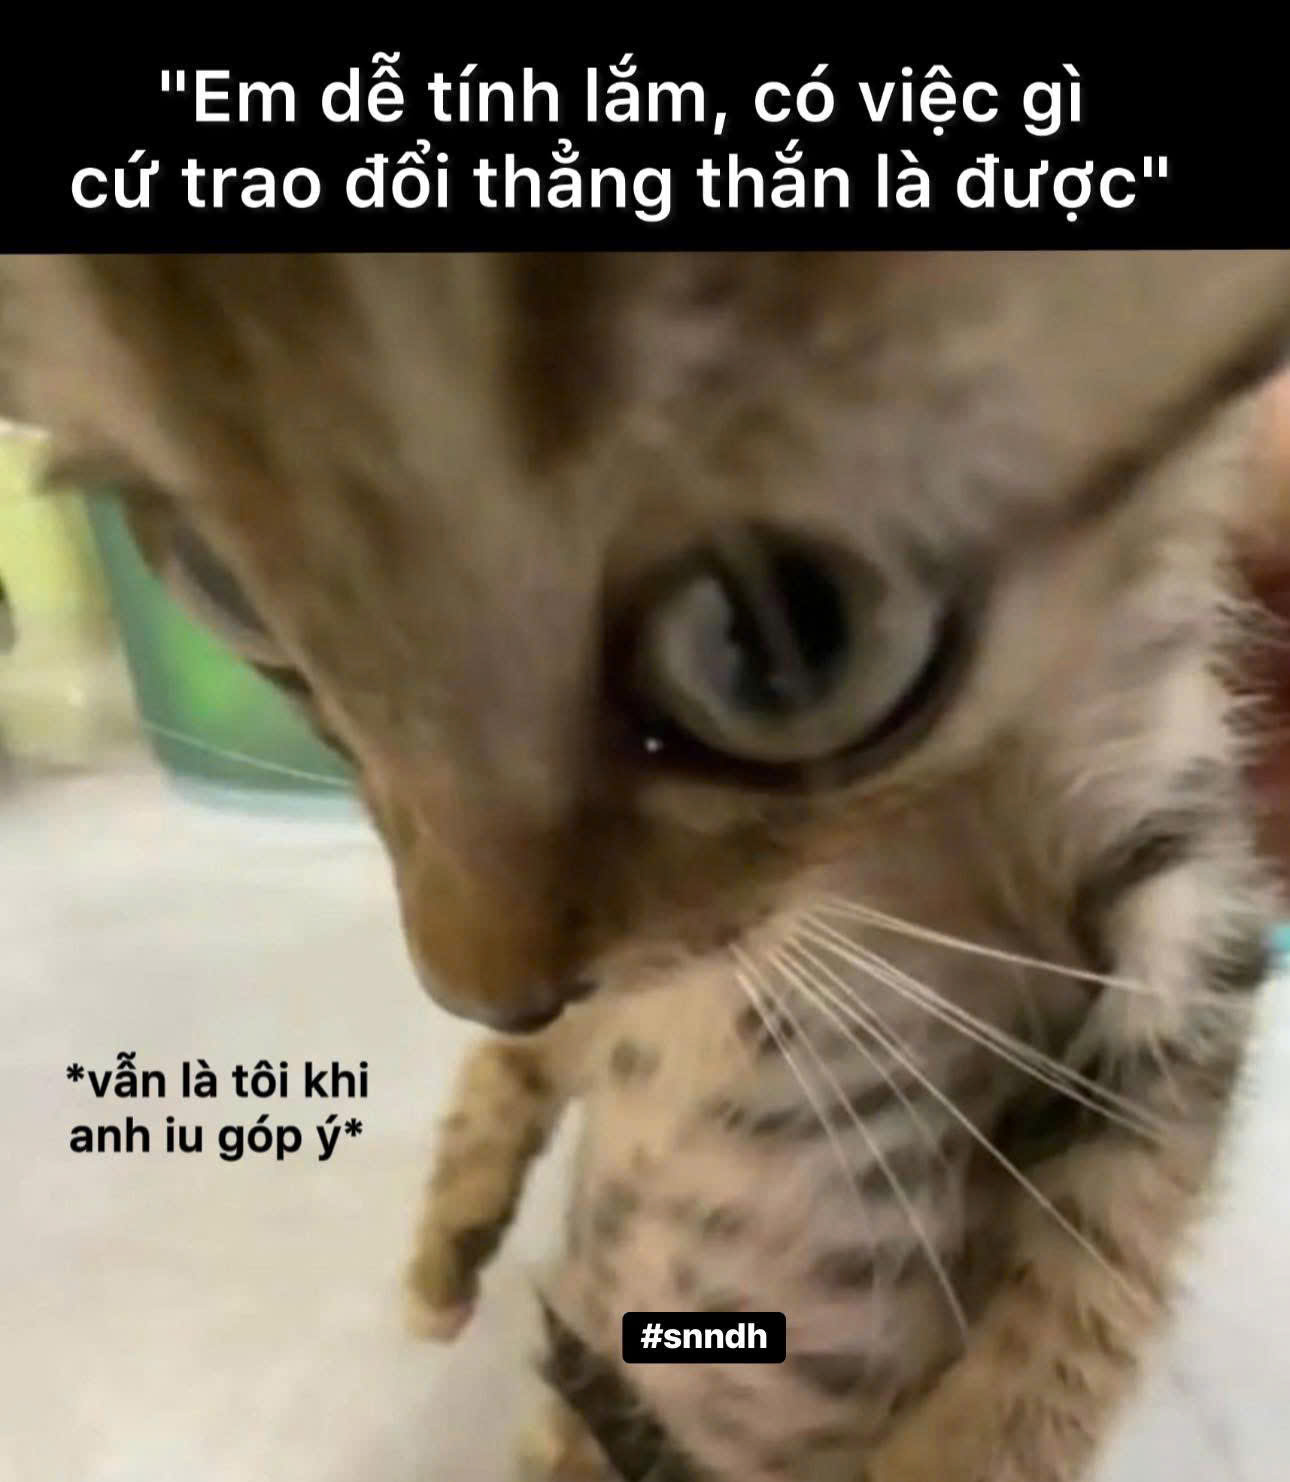 "Em dễ tính lắm, có việc gì
cứ trao đổi thẳng thắn là được"
*vẫn là tôi khi
anh iu góp ý*
#snndh